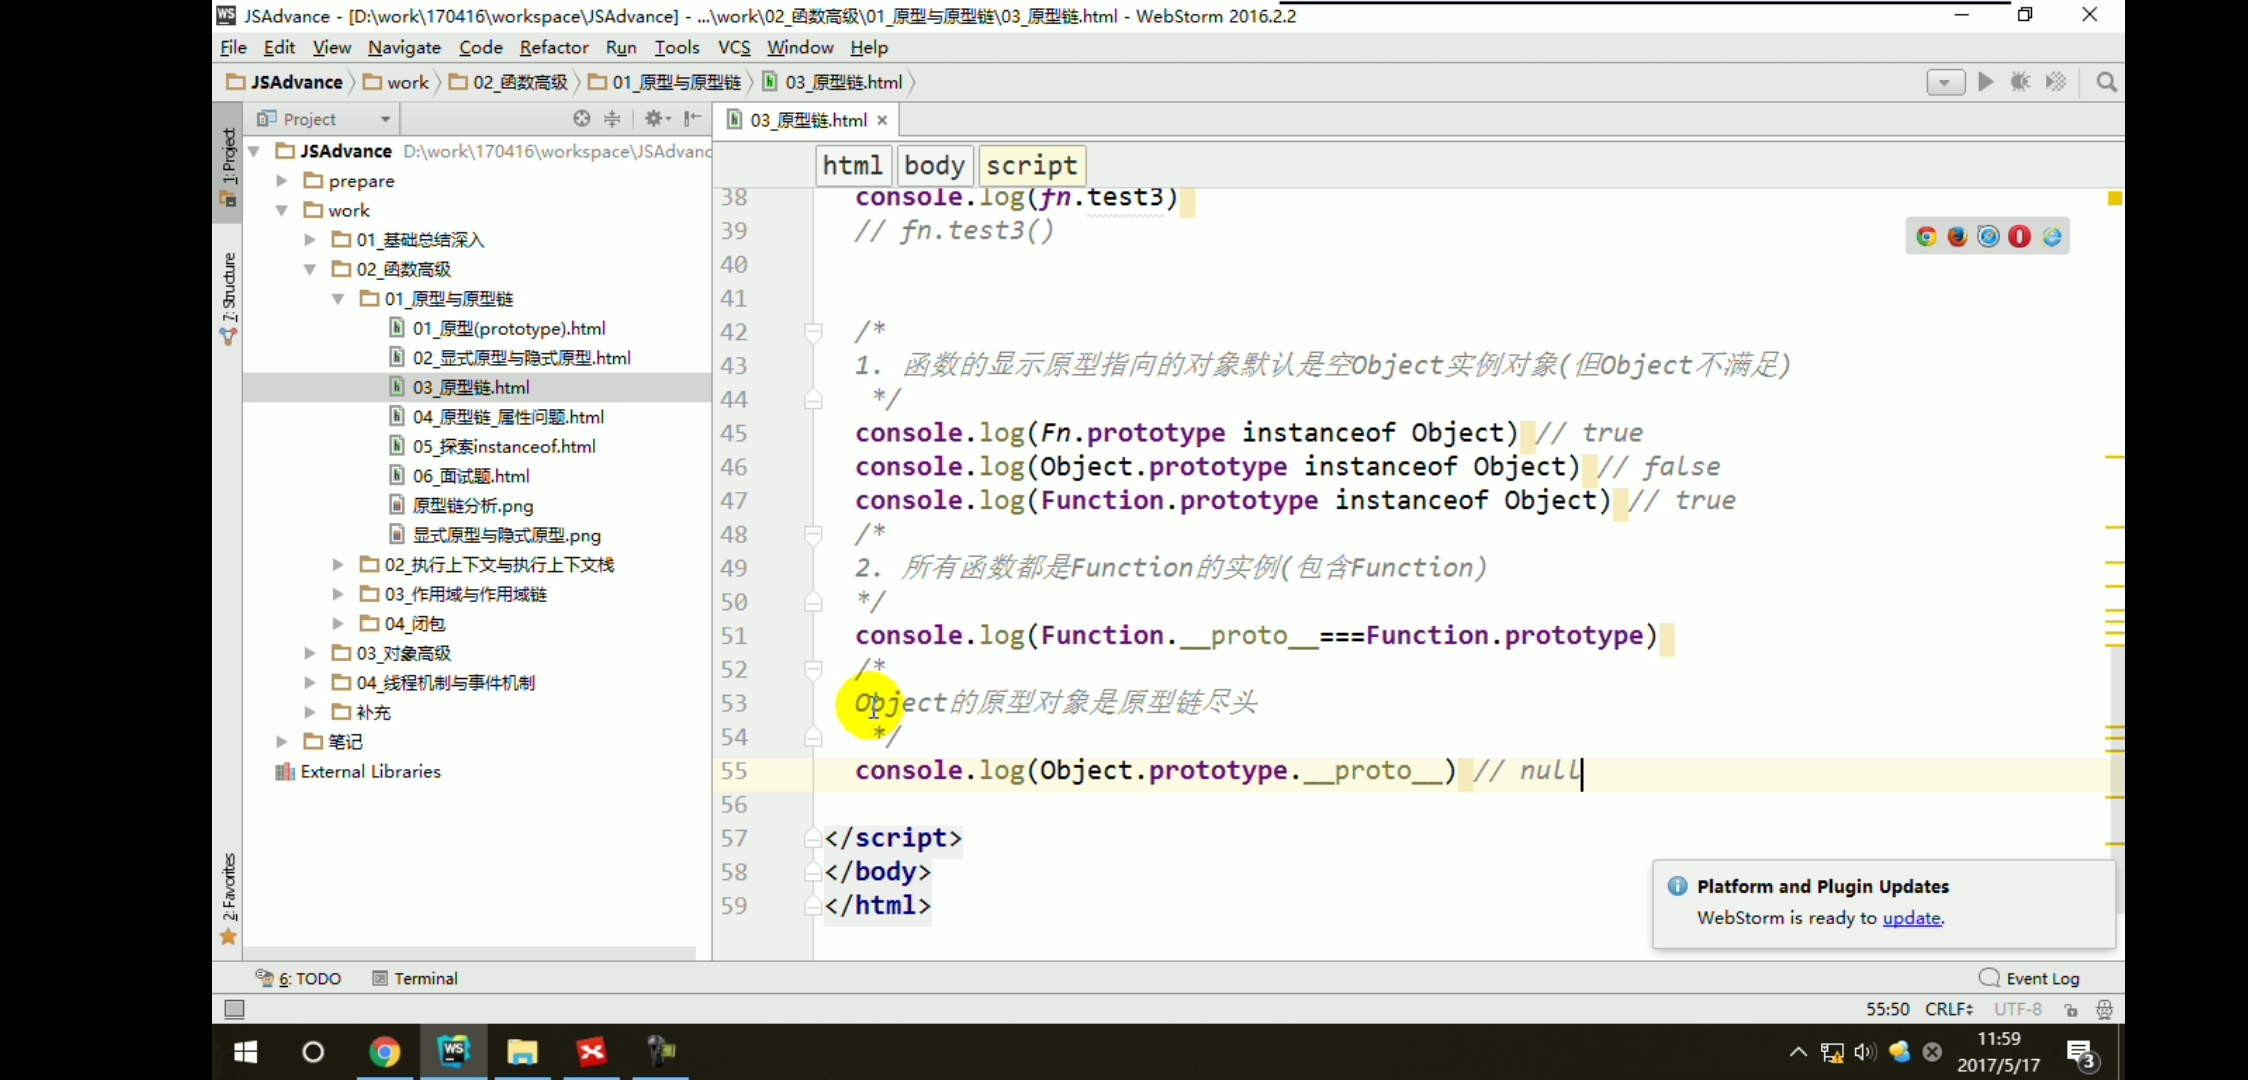 JSAdvance - [D:\work\170416\workspace\JSAdvance] - ...\work\02_函数高级\01_原型与原型链\03_原型链.html - WebStorm 2016.2.2
File Edit View Navigate Code Refactor Run Tools VCS Window Help
JSAdvance work 02_函数高级 01_原型与原型链 03_原型链.html
Project
03_原型链.html
1: Project
7: Structure
2: Favorites
JSAdvance D:\work\170416\workspace\JSAdvanc
prepare
work
01_基础总结深入
02_函数高级
01_原型与原型链
01_原型(prototype).html
02_显式原型与隐式原型.html
03_原型链.html
04_原型链_属性问题.html
05_探索instanceof.html
06_面试题.html
原型链分析.png
显式原型与隐式原型.png
02_执行上下文与执行上下文栈
03_作用域与作用域链
04_闭包
03_对象高级
04_线程机制与事件机制
补充
笔记
External Libraries
html body script
38 console.log(fn.test3)
39 // fn.test3()
40
41
42 /*
43 1. 函数的显示原型指向的对象默认是空Object实例对象(但Object不满足)
44 */
45 console.log(Fn.prototype instanceof Object) // true
46 console.log(Object.prototype instanceof Object) // false
47 console.log(Function.prototype instanceof Object) // true
48 /*
49 2. 所有函数都是Function的实例(包含Function)
50 */
51 console.log(Function.__proto__===Function.prototype)
52 /*
53 Object的原型对象是原型链尽头
54 */
55 console.log(Object.prototype.__proto__) // null
56
57 </script>
58 </body>
59 </html>
Platform and Plugin Updates
WebStorm is ready to update.
6: TODO Terminal Event Log
55:50 CRLF UTF-8
WS
11:59
2017/5/17
3